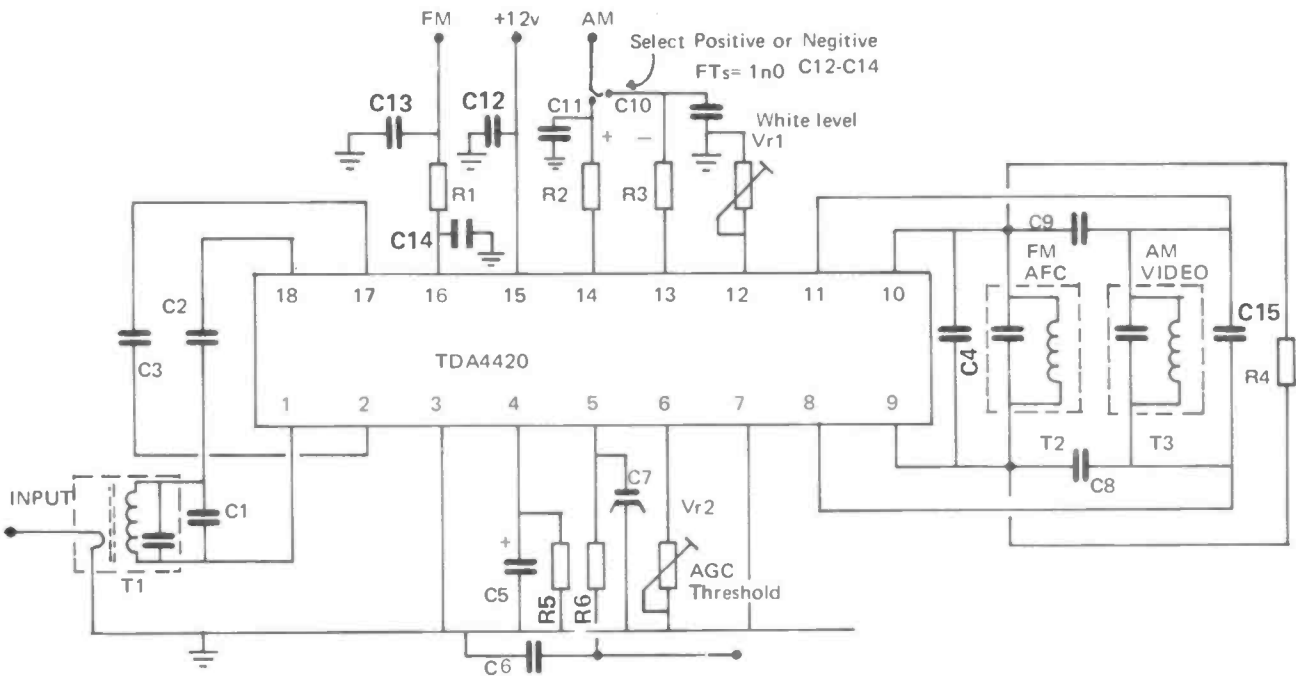 FM +12v AM
Select Positive or Negitive
FTs= 1n0 C12-C14
C13 C12 C11 C10
White level
Vr1
+ −
R1 R2 R3
C14
C9
FM
AFC
AM
VIDEO
18 17 16 15 14 13 12 11 10
C2
C3
C15
C4
R4
TDA4420
1 2 3 4 5 6 7 8 9
T2 T3
C8
INPUT
C1
T1
C7
Vr2
+
C5
R5
R6
AGC
Threshold
C6